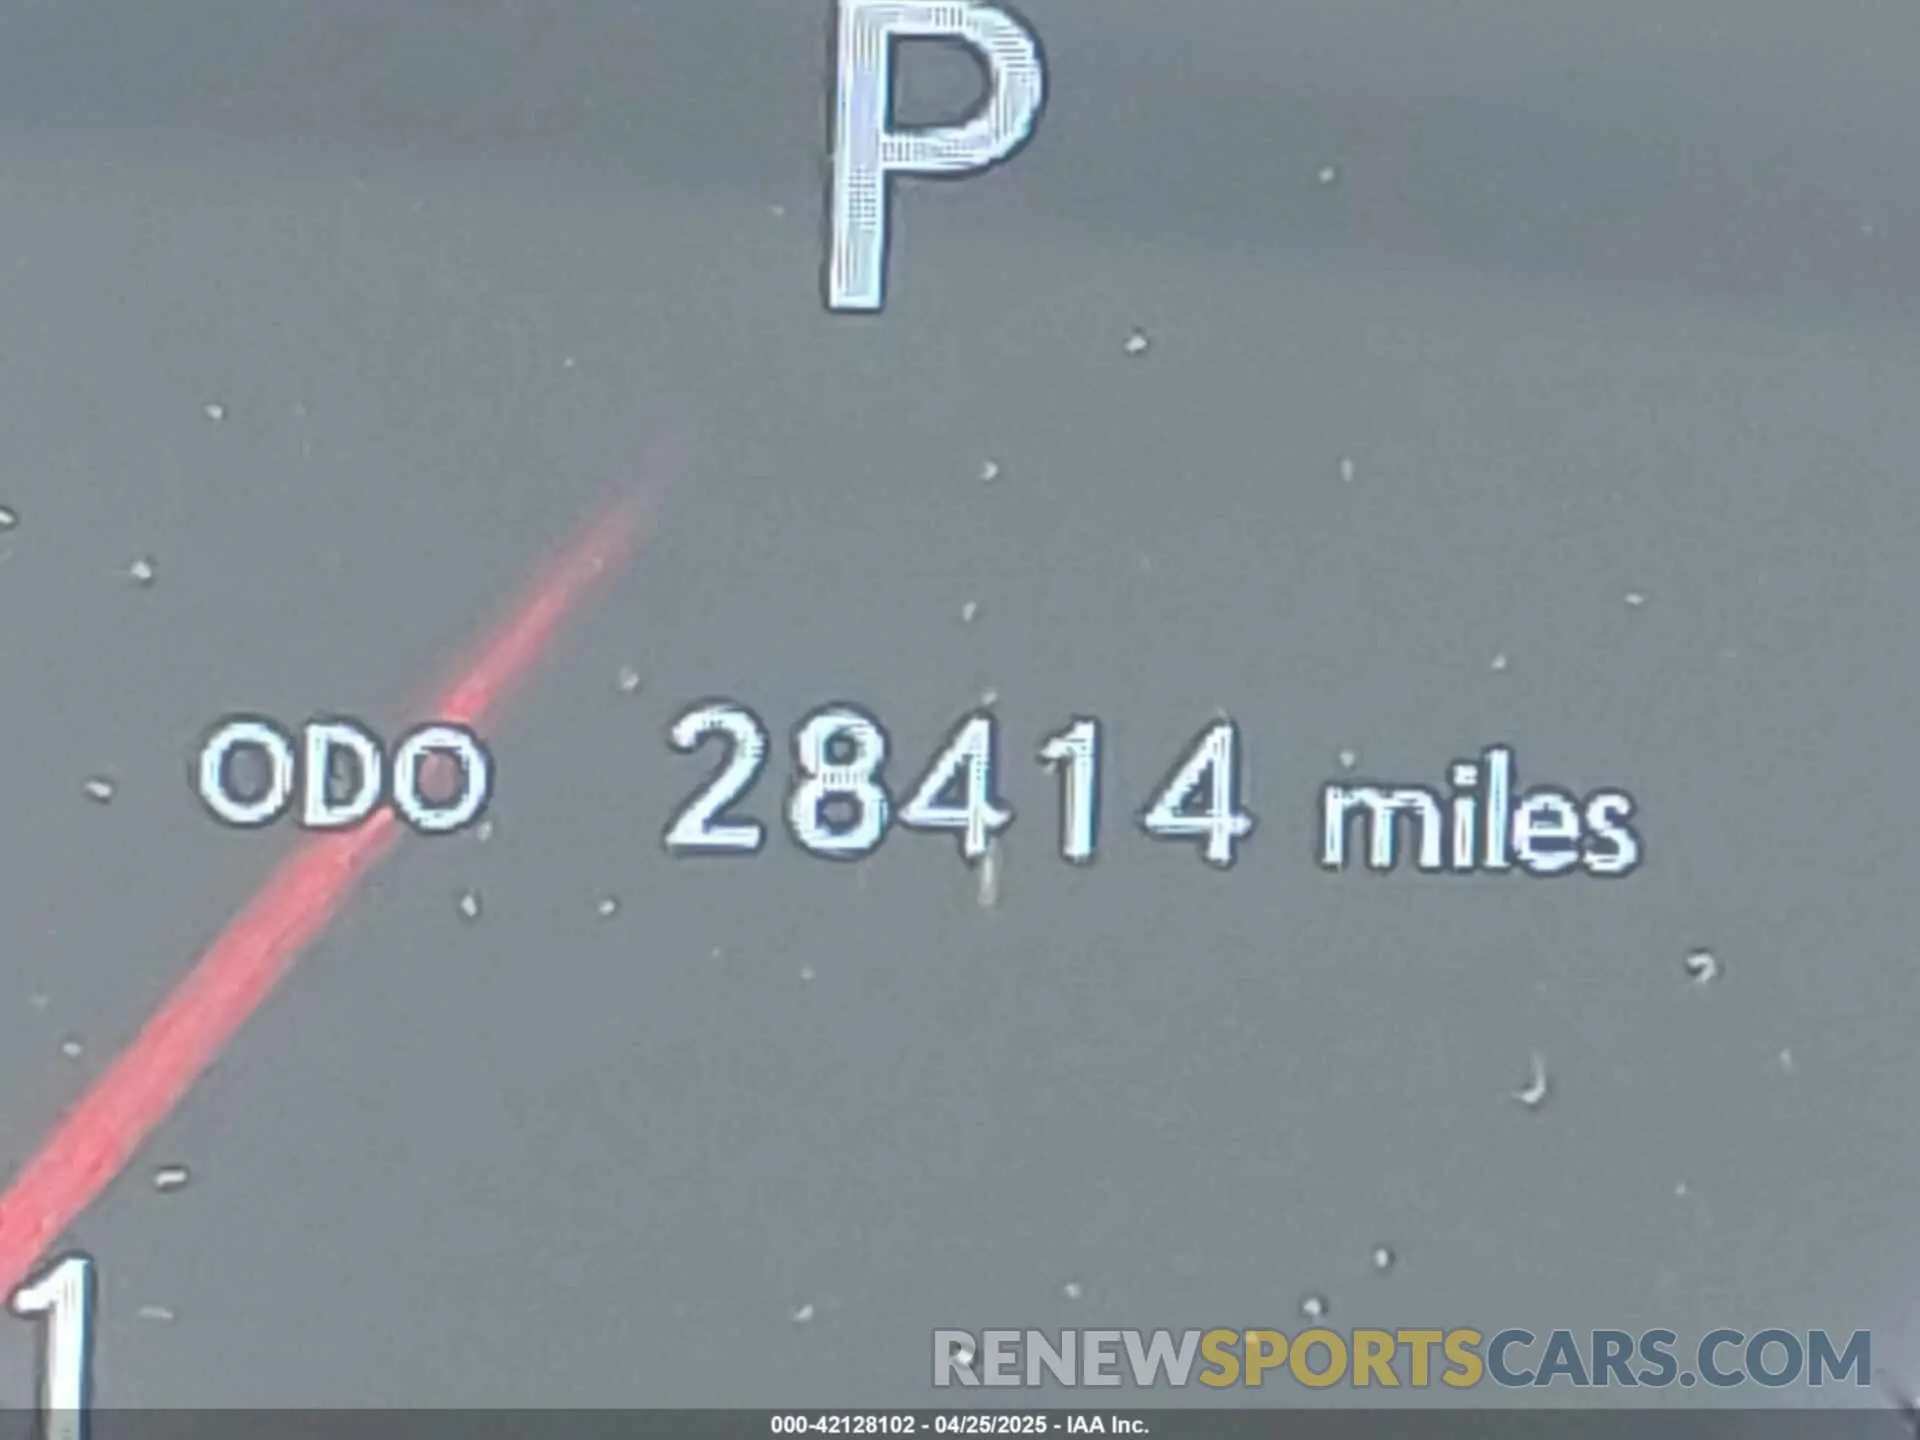 P
ODO 28414 miles
1
RENEWSPORTSCARS.COM
000-42128102 - 04/25/2025 - IAA Inc.